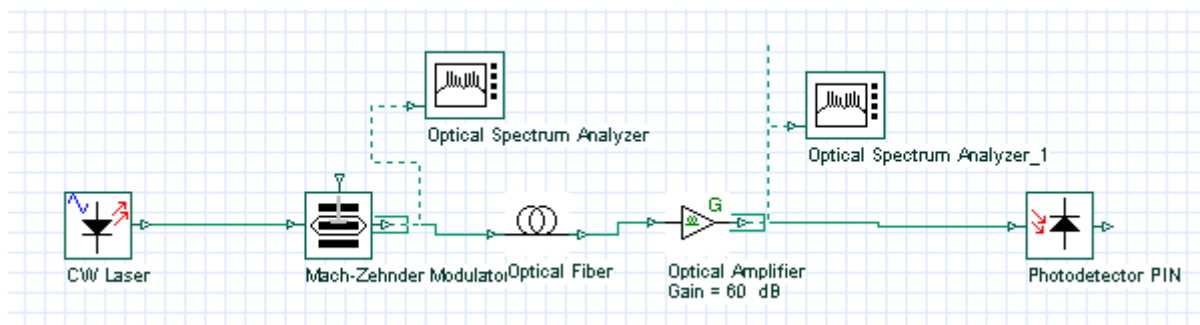 Optical Spectrum Analyzer
Optical Spectrum Analyzer_1
G
CW Laser
Mach-Zehnder Modulator
Optical Fiber
Optical Amplifier
Gain = 60 dB
Photodetector PIN